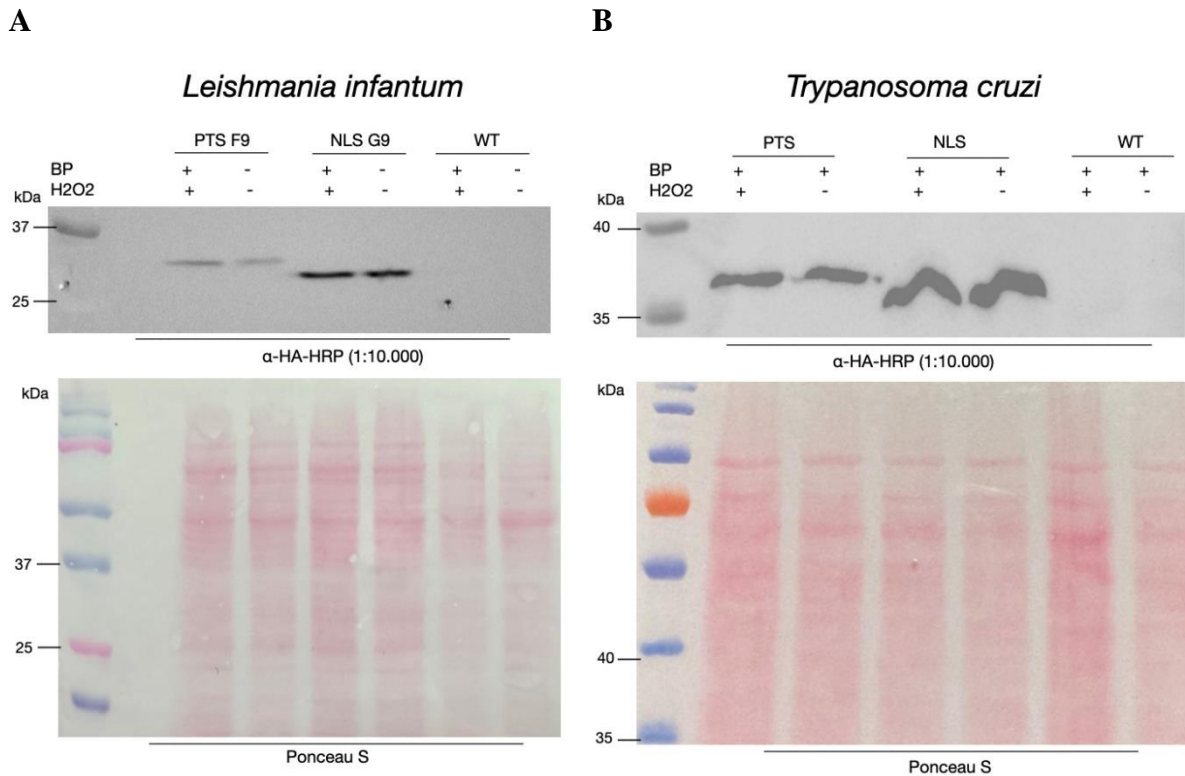 A
Leishmania infantum
PTS F9 NLS G9 WT
BP + - + - + -
H2O2 + - + - + -
kDa
37
25
α-HA-HRP (1:10.000)
kDa
37
25
Ponceau S
B
Trypanosoma cruzi
PTS NLS WT
BP + + + + + +
H2O2 + - + - + -
kDa
40
35
α-HA-HRP (1:10.000)
kDa
40
35
Ponceau S